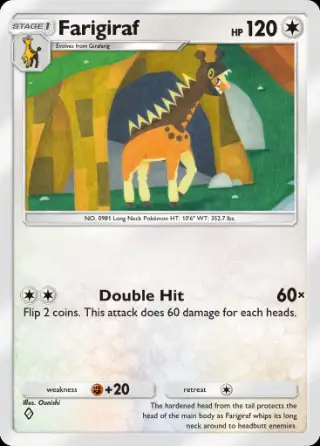 STAGE 1
Farigiraf
HP 120
Evolves from Girafarig
NO. 0981 Long Neck Pokémon HT: 10'6" WT: 352.7 lbs.
Double Hit 60×
Flip 2 coins. This attack does 60 damage for each heads.
weakness +20 retreat
Illus. Oswaldo
The hardened head from the tail protects the
head of the main body as Farigiraf whips its long
neck around to headbutt enemies.